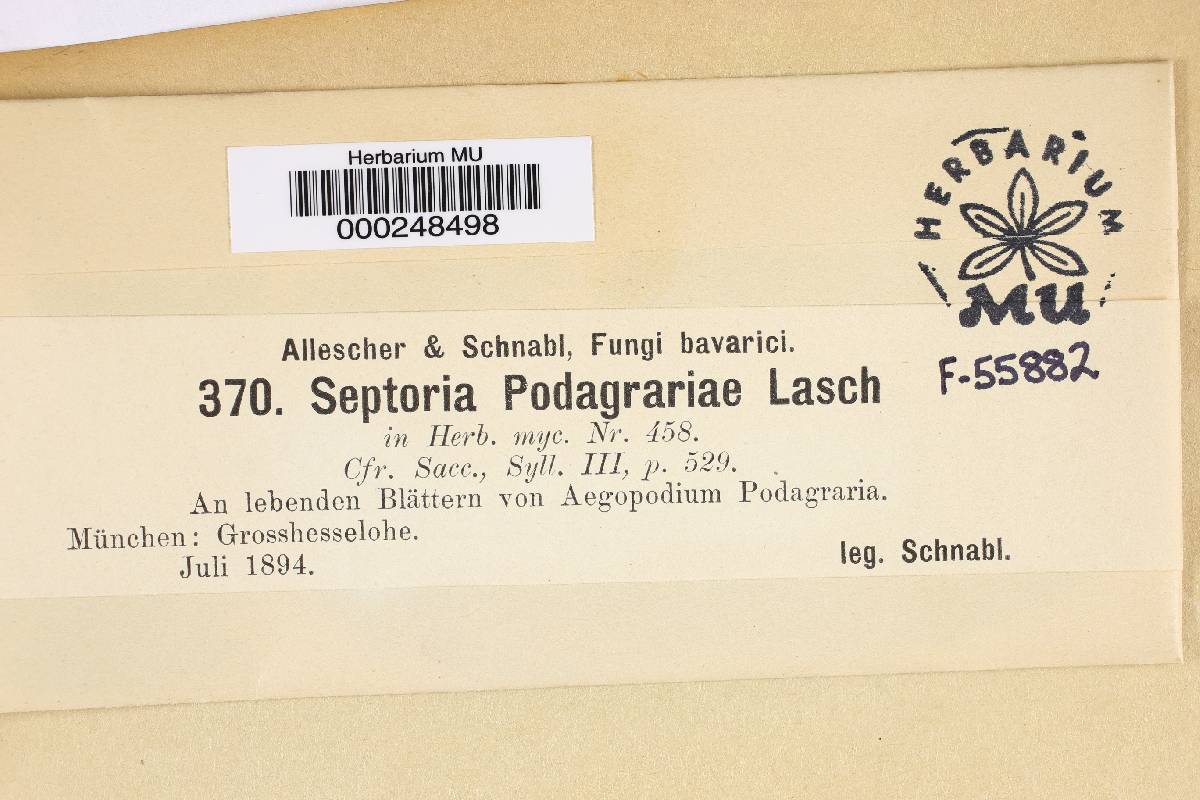 Herbarium MU
000248498
HERBARIUM
MU
F-55882
Allescher & Schnabl, Fungi bavarici.
370. Septoria Podagrariae Lasch
in Herb. myc. Nr. 458.
Cfr. Sacc., Syll. III, p. 529.
An lebenden Blättern von Aegopodium Podagraria.
München: Grosshesselohe.
Juli 1894.
leg. Schnabl.